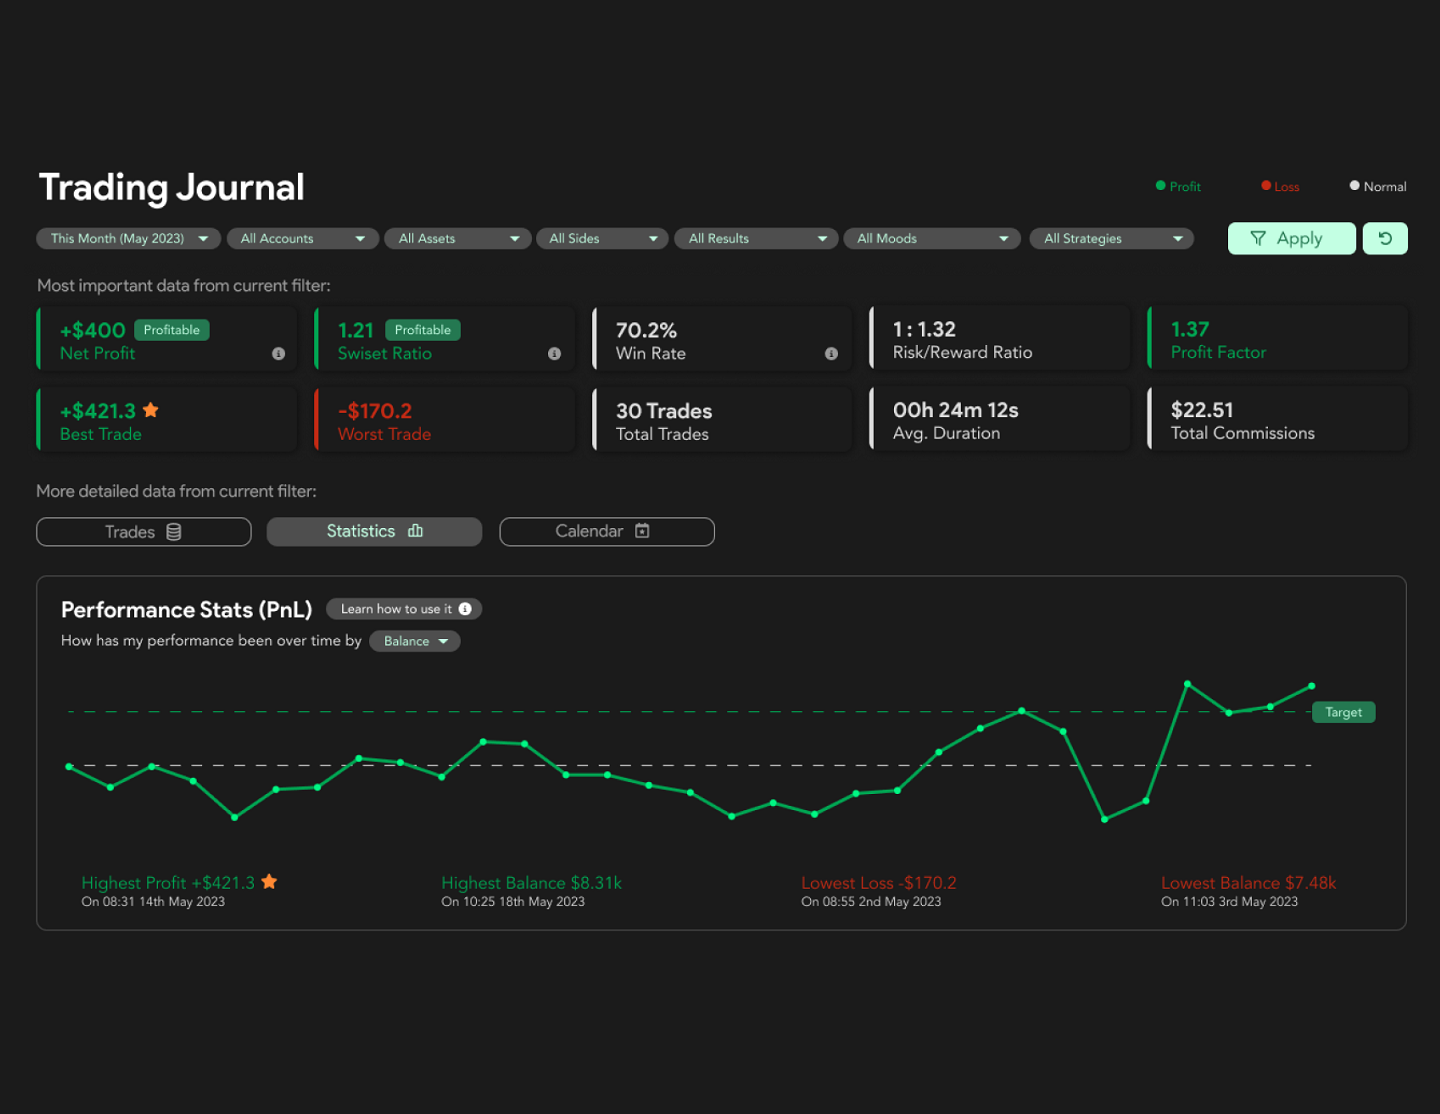 Trading Journal
Profit Loss Normal
This Month (May 2023) All Accounts All Assets All Sides All Results All Moods All Strategies Apply
Most important data from current filter:
+$400 Profitable
Net Profit
1.21 Profitable
Swiset Ratio
70.2%
Win Rate
1 : 1.32
Risk/Reward Ratio
1.37
Profit Factor
+$421.3
Best Trade
-$170.2
Worst Trade
30 Trades
Total Trades
00h 24m 12s
Avg. Duration
$22.51
Total Commissions
More detailed data from current filter:
Trades Statistics Calendar
Performance Stats (PnL) Learn how to use it
How has my performance been over time by Balance
Target
Highest Profit +$421.3
On 08:31 14th May 2023
Highest Balance $8.31k
On 10:25 18th May 2023
Lowest Loss -$170.2
On 08:55 2nd May 2023
Lowest Balance $7.48k
On 11:03 3rd May 2023